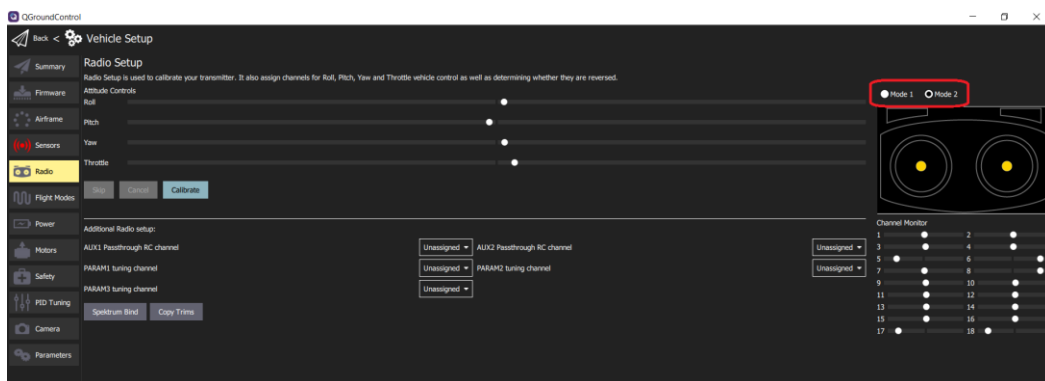 QGroundControl
Back < Vehicle Setup
Summary
Firmware
Airframe
Sensors
Radio
Flight Modes
Power
Motors
Safety
PID Tuning
Camera
Parameters
Radio Setup
Radio Setup is used to calibrate your transmitter. It also assign channels for Roll, Pitch, Yaw and Throttle vehicle control as well as determining whether they are reversed.
Attitude Controls
Roll
Pitch
Yaw
Throttle
Skip Cancel Calibrate
Additional Radio setup:
AUX1 Passthrough RC channel Unassigned AUX2 Passthrough RC channel Unassigned
PARAM1 tuning channel Unassigned PARAM2 tuning channel Unassigned
PARAM3 tuning channel Unassigned
Spektrum Bind Copy Trims
Mode 1 Mode 2
Channel Monitor
1 2
3 4
5 6
7 8
9 10
11 12
13 14
15 16
17 18